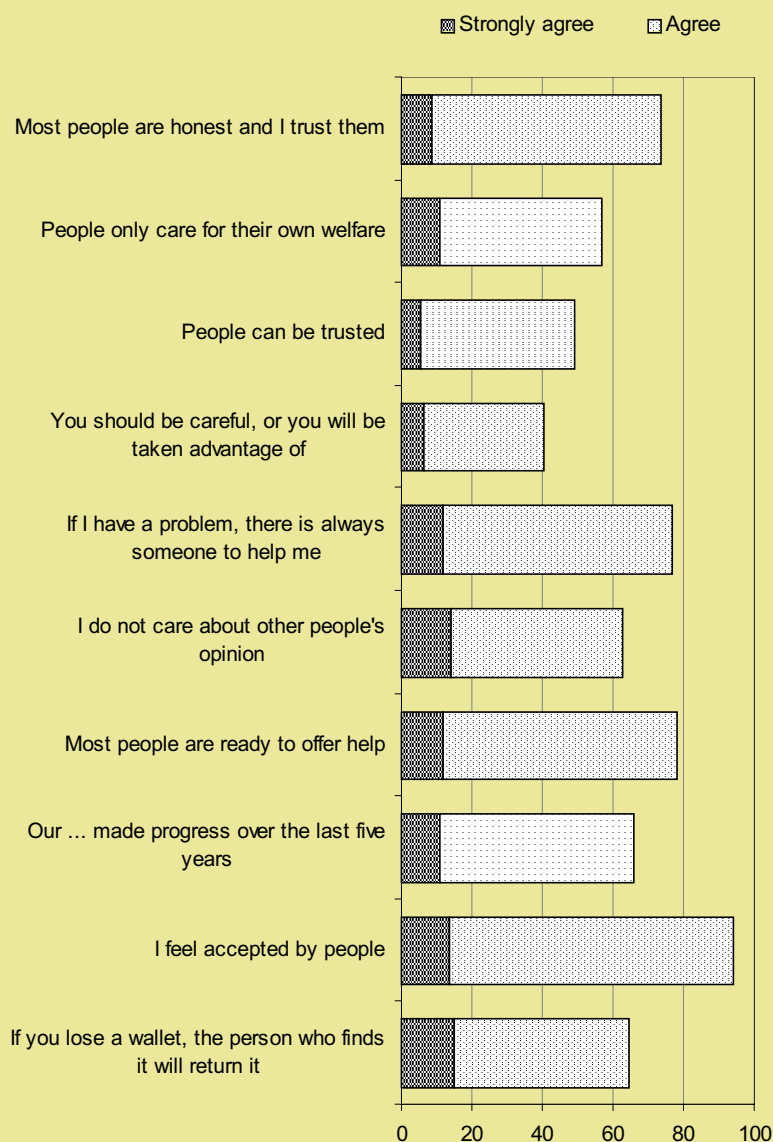 Strongly agree Agree
Most people are honest and I trust them
People only care for their own welfare
People can be trusted
You should be careful, or you will be
taken advantage of
If I have a problem, there is always
someone to help me
I do not care about other people's
opinion
Most people are ready to offer help
Our ... made progress over the last five
years
I feel accepted by people
If you lose a wallet, the person who finds
it will return it
0 20 40 60 80 100